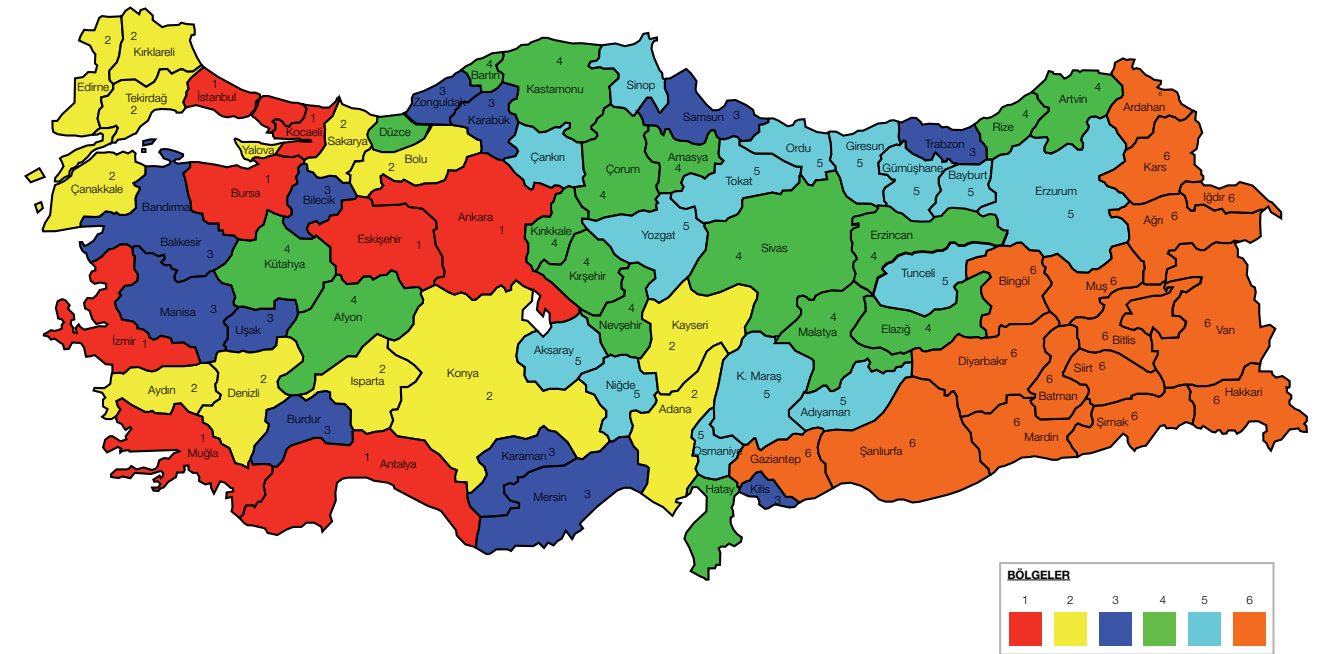 2
2
Kırklareli
Edirne
Tekirdağ
2
1
İstanbul
1
Kocaeli
2
Sakarya
Yalova
Düzce
2
Bolu
3
Zonguldak
4
Bartın
3
Karabük
4
Kastamonu
Sinop
Samsun 3
Çankırı
Çorum
4
Amasya
4
Tokat
5
Ordu
5
Giresun
5
Gümüşhane
5
Bayburt
5
Trabzon
3
Rize
4
Artvin
4
Ardahan
Kars
6
Iğdır 6
Ağrı 6
Erzurum
5
Erzincan
4
Tunceli
5
Bingöl
6
Muş 6
6
Bitlis
6 Van
Hakkari
6
Şırnak 6
Siirt 6
6
Batman
6
Mardin
Diyarbakır 6
Elazığ 4
4
Malatya
Sivas
4
Yozgat 5
Kırıkkale
4
4
Kırşehir
4
Nevşehir
Kayseri
2
Aksaray
5
Niğde
5
2
Adana
K. Maraş
5
5
Adıyaman
5
Osmaniye
Gaziantep 6
Şanlıurfa 6
Kilis
3
Hatay
Çanakkale
2
Bandırma
Balıkesir
3
Bursa
1
3
Bilecik
Eskişehir 1
Ankara
1
4
Kütahya
Manisa 3
Uşak 3
4
Afyon
İzmir 1
Aydın 2
2
Denizli
2
Isparta
Konya
2
Burdur
3
1
Muğla
1 Antalya
Karaman 3
Mersin 3
BÖLGELER
1 2 3 4 5 6